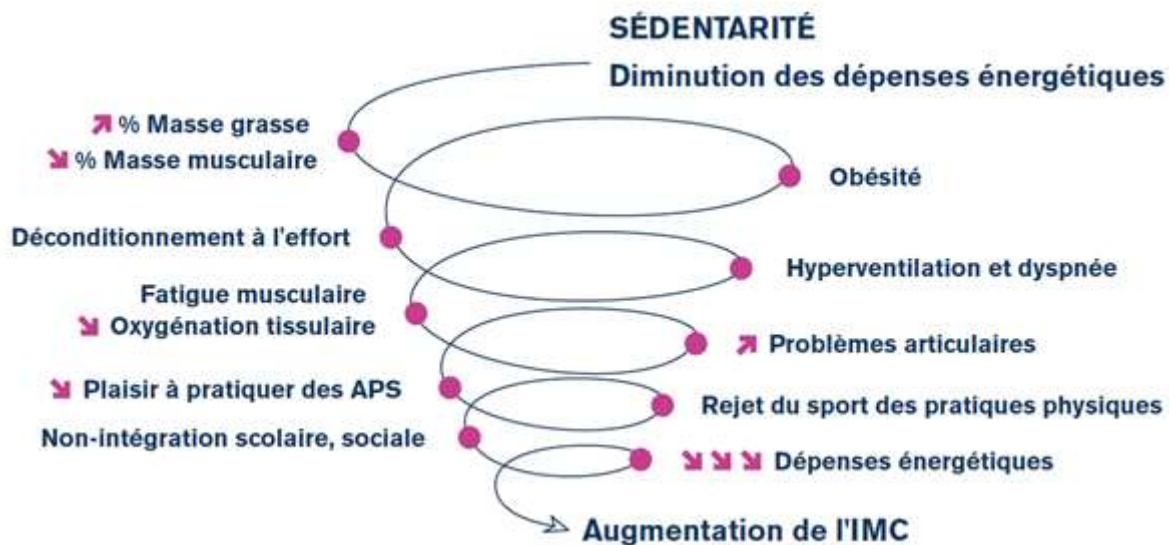 SÉDENTARITÉ
Diminution des dépenses énergétiques
↗ % Masse grasse
↘ % Masse musculaire
Obésité
Déconditionnement à l'effort
Hyperventilation et dyspnée
Fatigue musculaire
↘ Oxygénation tissulaire
↗ Problèmes articulaires
↘ Plaisir à pratiquer des APS
Rejet du sport des pratiques physiques
Non-intégration scolaire, sociale
↘ ↘ ↘ Dépenses énergétiques
Augmentation de l'IMC